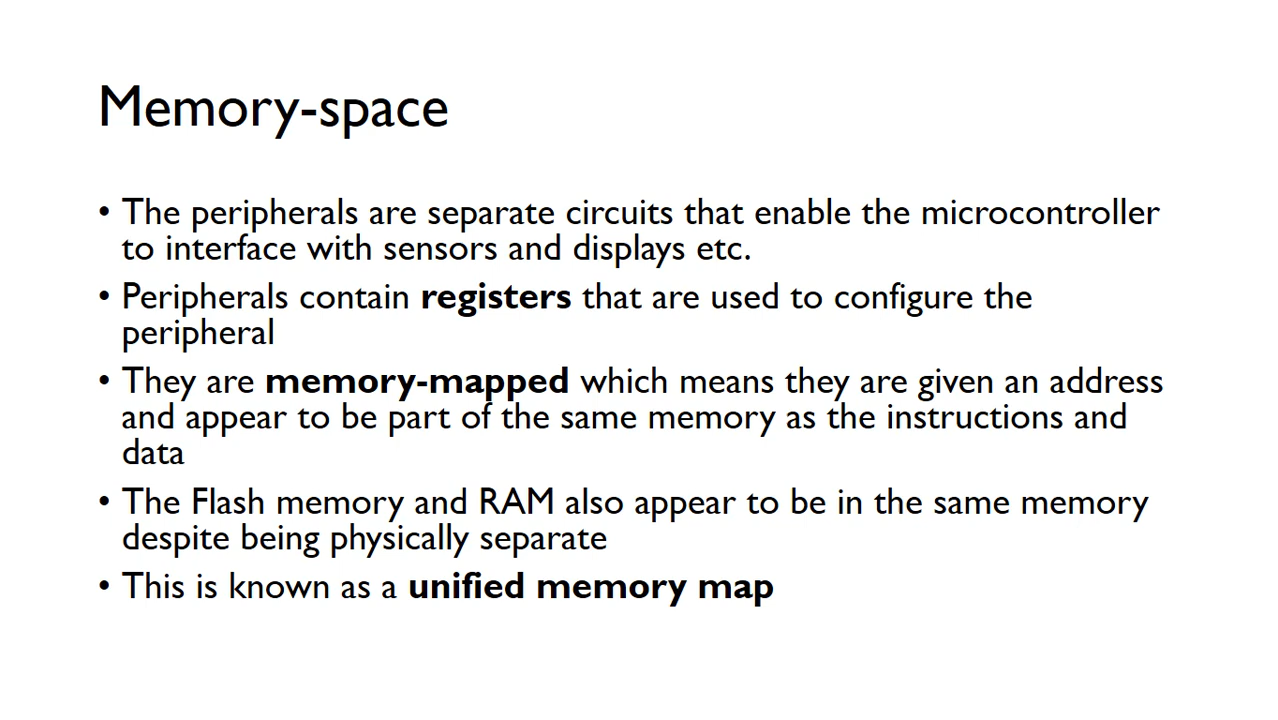 Memory-space
• The peripherals are separate circuits that enable the microcontroller
to interface with sensors and displays etc.
• Peripherals contain registers that are used to configure the
peripheral
• They are memory-mapped which means they are given an address
and appear to be part of the same memory as the instructions and
data
• The Flash memory and RAM also appear to be in the same memory
despite being physically separate
• This is known as a unified memory map